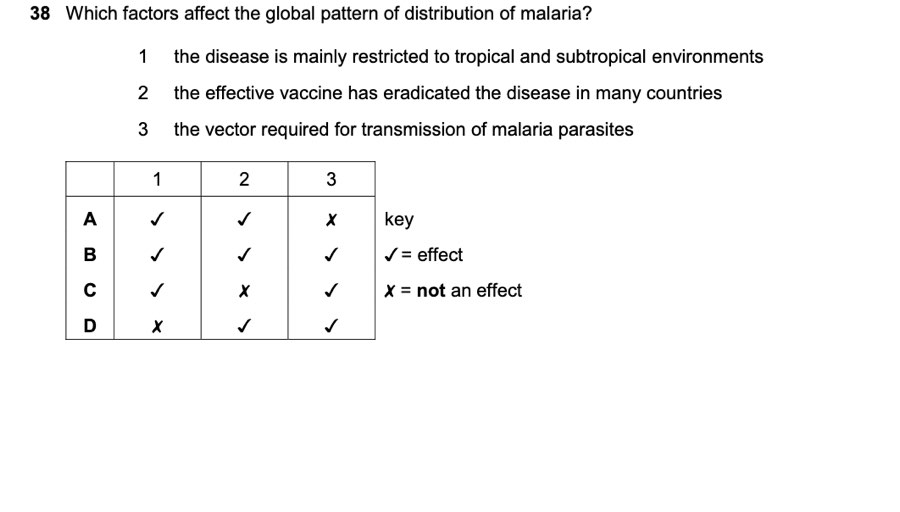 38 Which factors affect the global pattern of distribution of malaria?
1 the disease is mainly restricted to tropical and subtropical environments
2 the effective vaccine has eradicated the disease in many countries
3 the vector required for transmission of malaria parasites
1 2 3
A ✓ ✓ ✗ key
B ✓ ✓ ✓ ✓ = effect
C ✓ ✗ ✓ ✗ = not an effect
D ✗ ✓ ✓